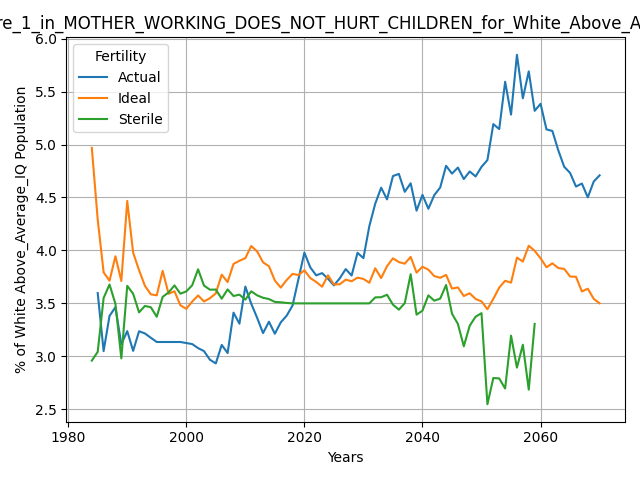 re_1_in_MOTHER_WORKING_DOES_NOT_HURT_CHILDREN_for_White_Above_A
Fertility
Actual
Ideal
Sterile
% of White Above_Average_IQ Population
6.0
5.5
5.0
4.5
4.0
3.5
3.0
2.5
1980
2000
2020
2040
2060
Years